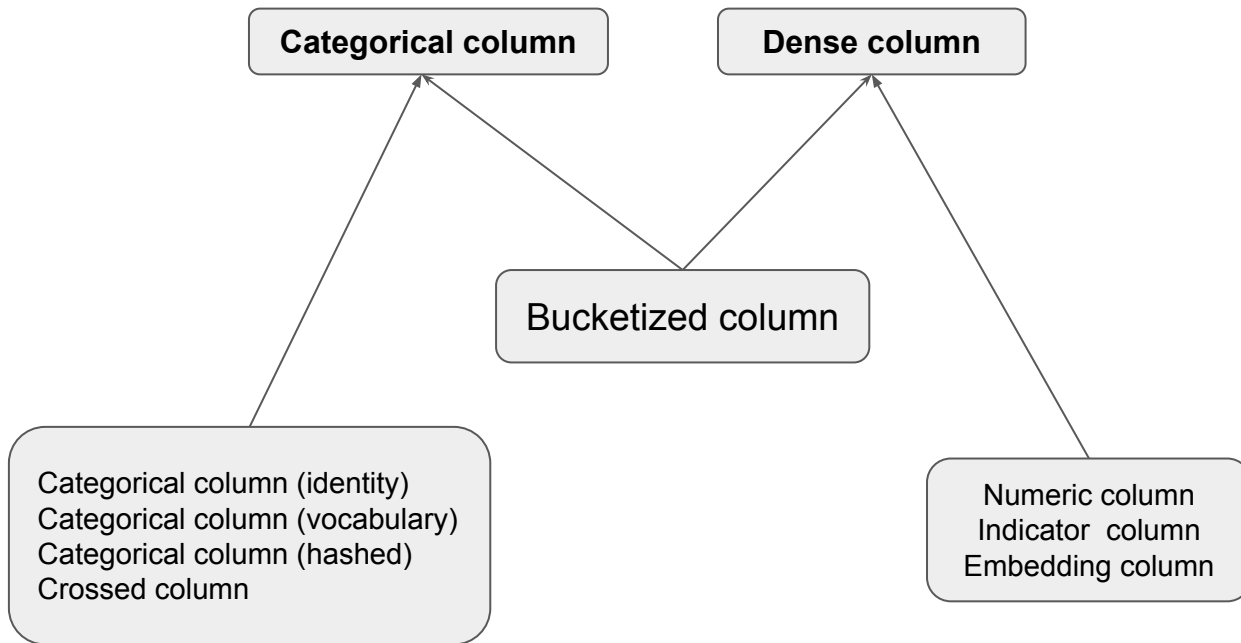 Categorical column
Dense column
Bucketized column
Categorical column (identity)
Categorical column (vocabulary)
Categorical column (hashed)
Crossed column
Numeric column
Indicator  column
Embedding column